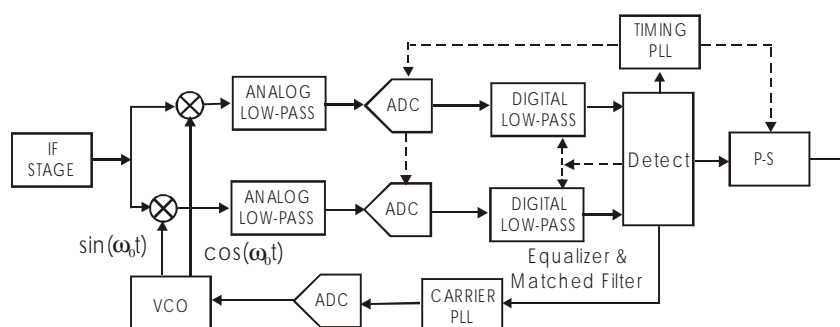 TIMING
PLL
ANALOG
LOW-PASS
ADC
DIGITAL
LOW-PASS
IF
STAGE
Detect
P-S
ANALOG
LOW-PASS
ADC
DIGITAL
LOW-PASS
sin(ω₀t)
cos(ω₀t)
Equalizer &
Matched Filter
VCO
ADC
CARRIER
PLL